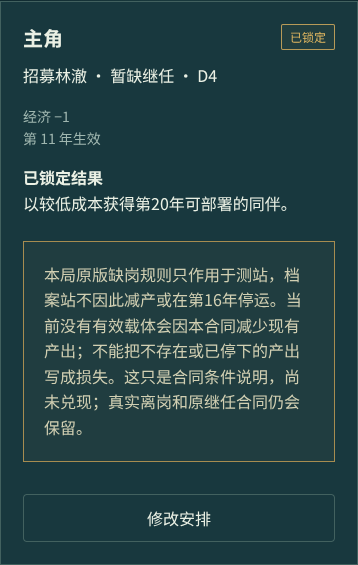 主角
已锁定
招募林澈 · 暂缺继任 · D4
经济 −1
第 11 年生效
已锁定结果
以较低成本获得第20年可部署的同伴。
本局原版缺岗规则只作用于测站，档
案站不因此减产或在第16年停运。当
前没有有效载体会因本合同减少现有
产出；不能把不存在或已停下的产出
写成损失。这只是合同条件说明，尚
未兑现；真实离岗和原继任合同仍会
保留。
修改安排